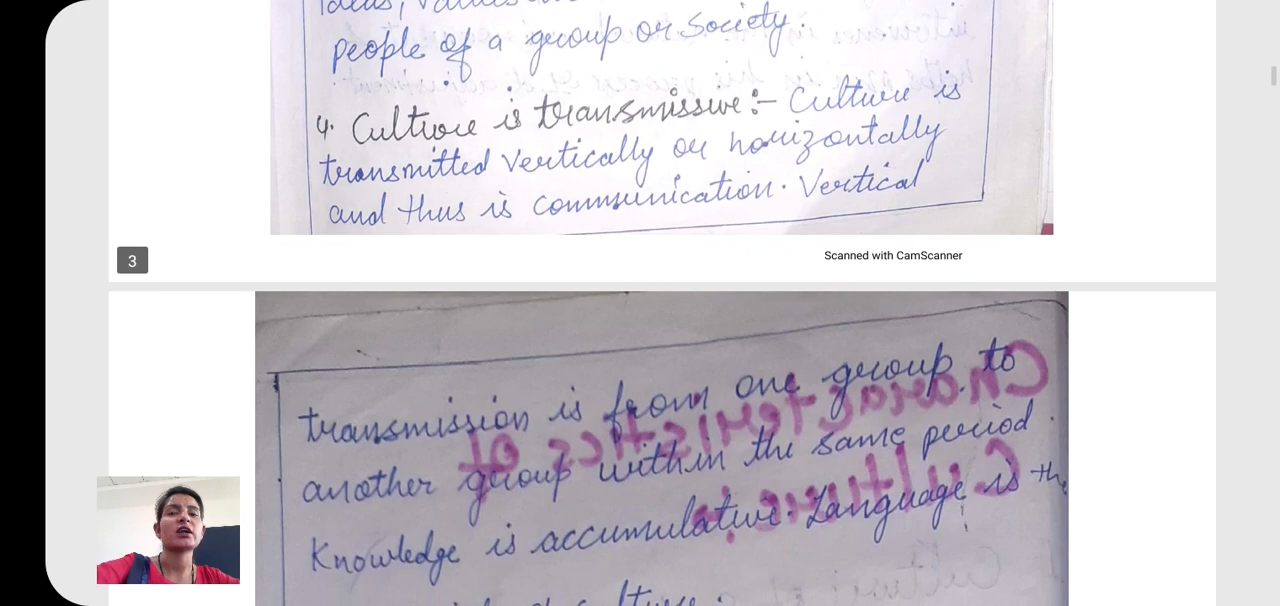 people of a group or society.
4. Culture is transmissive :- Culture is
transmitted vertically or horizontally
and thus is communication. Vertical
3
Scanned with CamScanner
transmission is from one group to
another group within the same period.
Knowledge is accumulative. Language is the
culture.